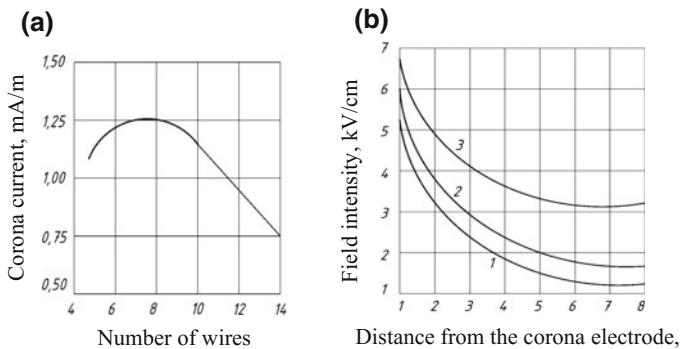 (a)
Corona current, mA/m
1,50
1,25
1,00
0,75
0,50
4 6 8 10 12 14
Number of wires
(b)
Field intensity, kV/cm
7
6
5
4
3
2
1
3
2
1
1 2 3 4 5 6 7 8
Distance from the corona electrode,